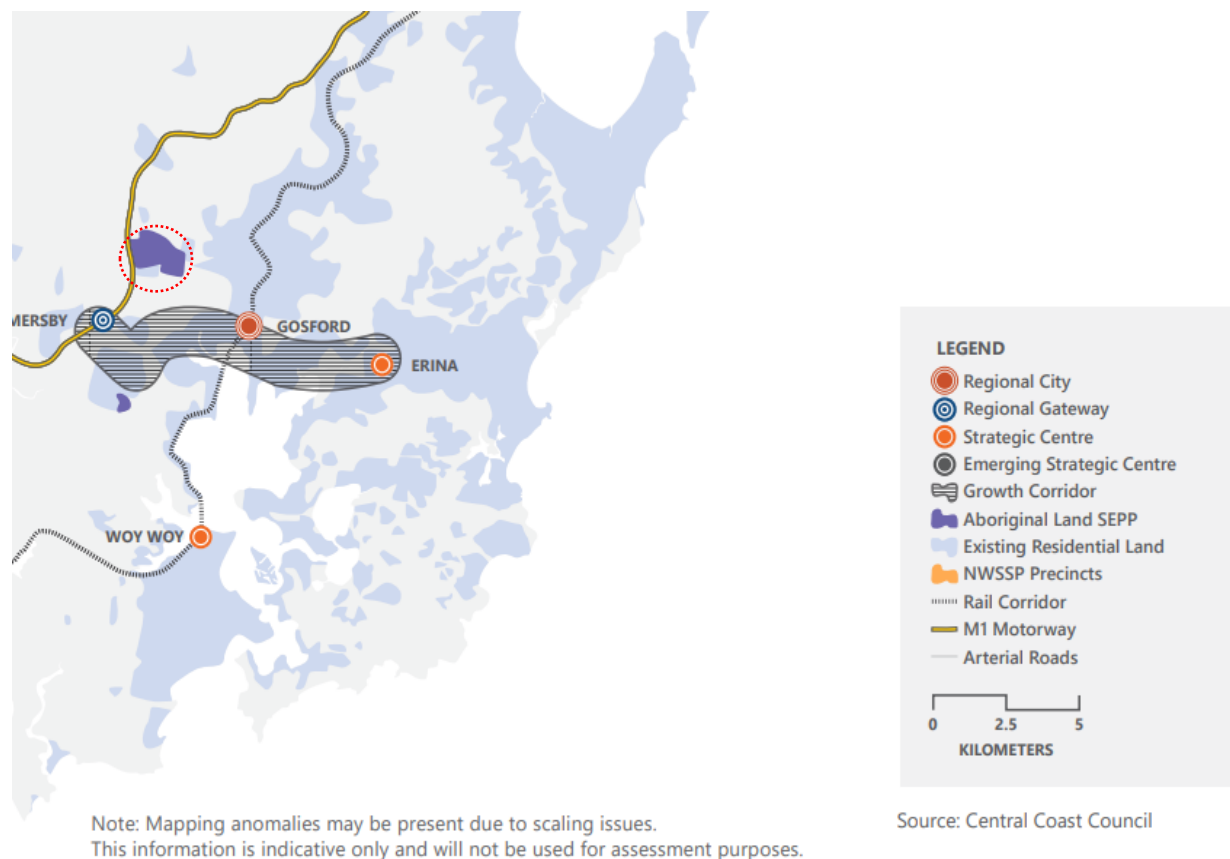 MERSBY
GOSFORD
ERINA
WOY WOY
LEGEND
Regional City
Regional Gateway
Strategic Centre
Emerging Strategic Centre
Growth Corridor
Aboriginal Land SEPP
Existing Residential Land
NWSSP Precincts
Rail Corridor
M1 Motorway
Arterial Roads
0 2.5 5
KILOMETERS
Note: Mapping anomalies may be present due to scaling issues.
This information is indicative only and will not be used for assessment purposes.
Source: Central Coast Council